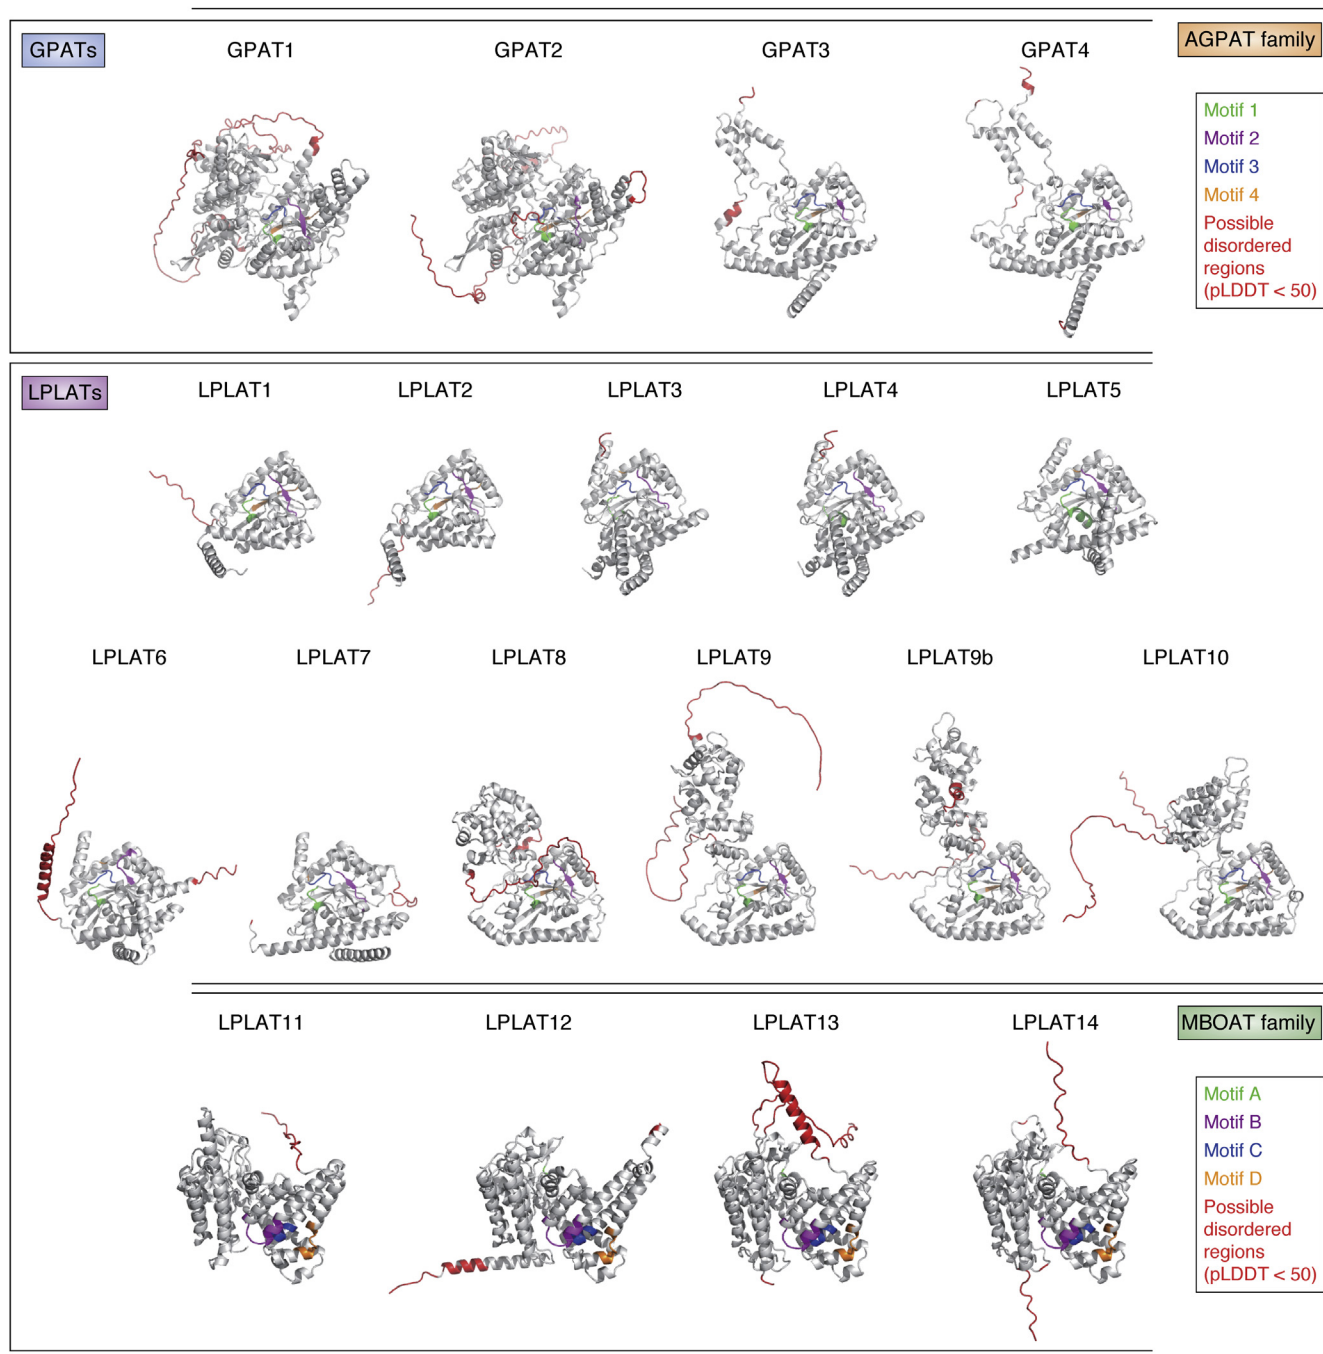 GPATs
GPAT1
GPAT2
GPAT3
GPAT4
AGPAT family
Motif 1
Motif 2
Motif 3
Motif 4
Possible
disordered
regions
(pLDDT < 50)
LPLATs
LPLAT1
LPLAT2
LPLAT3
LPLAT4
LPLAT5
LPLAT6
LPLAT7
LPLAT8
LPLAT9
LPLAT9b
LPLAT10
LPLAT11
LPLAT12
LPLAT13
LPLAT14
MBOAT family
Motif A
Motif B
Motif C
Motif D
Possible
disordered
regions
(pLDDT < 50)